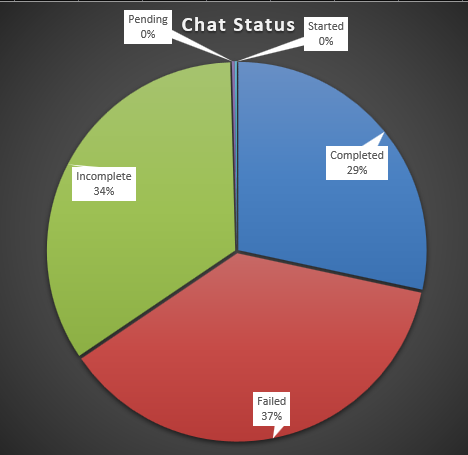 Chat Status
Pending
0%
Started
0%
Completed
29%
Incomplete
34%
Failed
37%